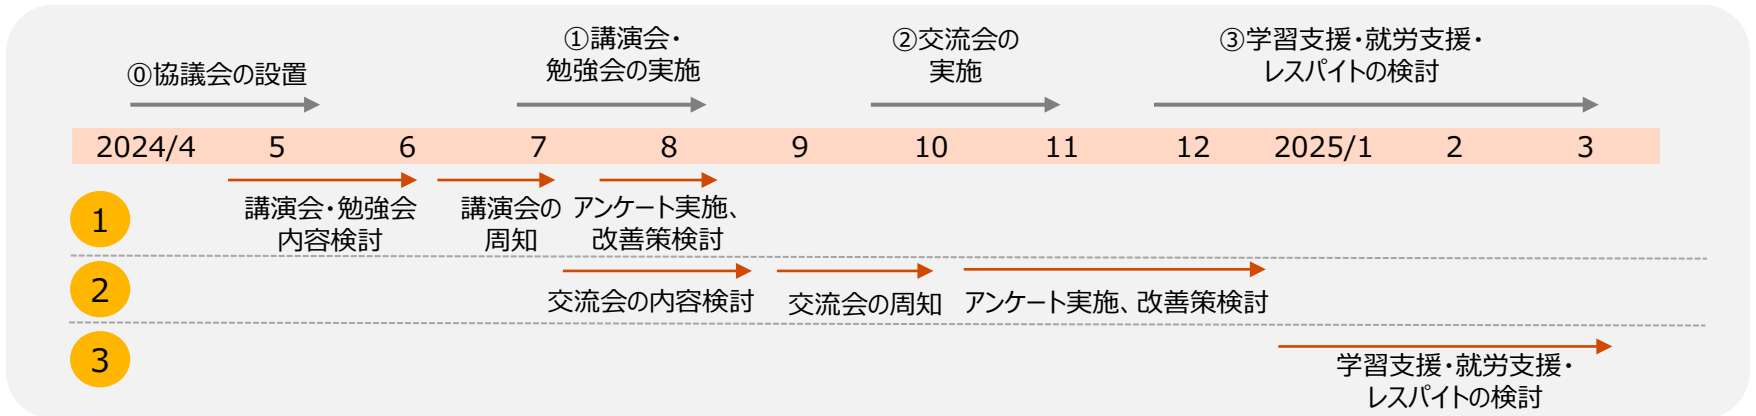 ⓪協議会の設置
①講演会・
勉強会の実施
②交流会の
実施
③学習支援・就労支援・
レスパイトの検討
2024/4 5 6 7 8 9 10 11 12 2025/1 2 3
1
講演会・勉強会
内容検討
講演会の
周知
アンケート実施、
改善策検討
2
交流会の内容検討
交流会の周知
アンケート実施、改善策検討
3
学習支援・就労支援・
レスパイトの検討